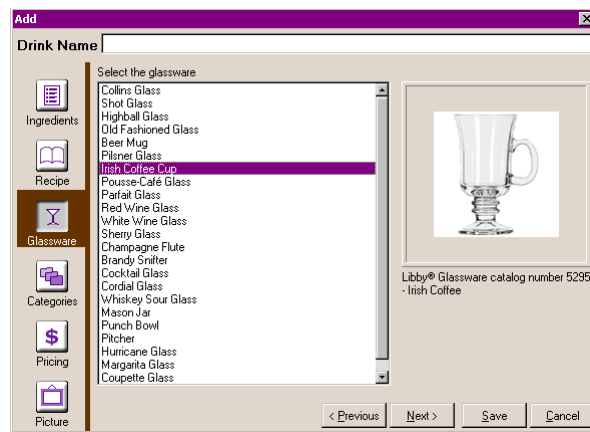 Add
Drink Name
Ingredients
Recipe
Glassware
Categories
Pricing
Picture
Select the glassware
Collins Glass
Shot Glass
Highball Glass
Old Fashioned Glass
Beer Mug
Pilsner Glass
Irish Coffee Cup
Pousse-Café Glass
Parfait Glass
Red Wine Glass
White Wine Glass
Sherry Glass
Champagne Flute
Brandy Snifter
Cocktail Glass
Cordial Glass
Whiskey Sour Glass
Mason Jar
Punch Bowl
Pitcher
Hurricane Glass
Margarita Glass
Coupette Glass
Libby® Glassware catalog number 5295
- Irish Coffee
< Previous
Next >
Save
Cancel